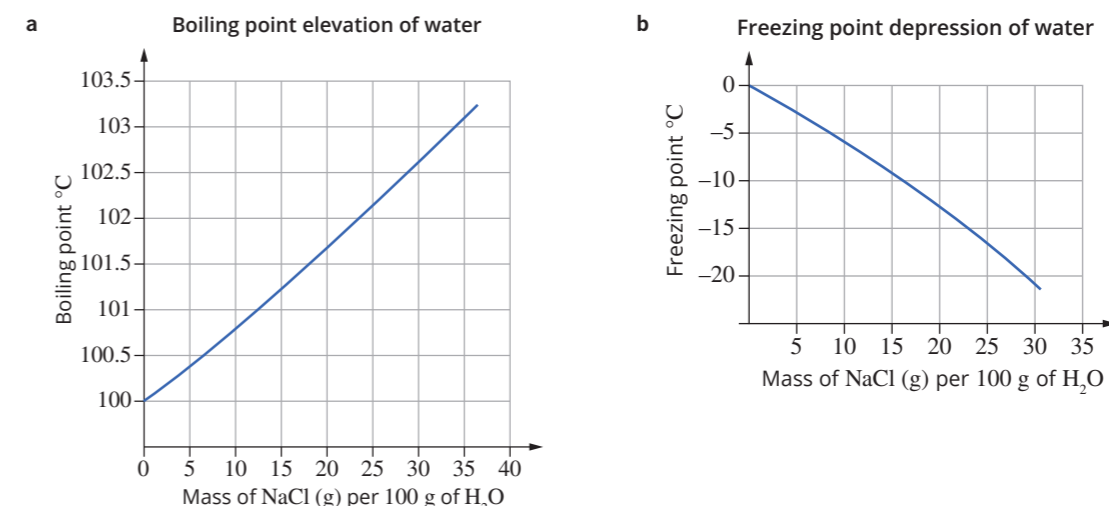 a
Boiling point elevation of water
103.5
103
102.5
102
101.5
101
100.5
100
Boiling point °C
0 5 10 15 20 25 30 35 40
Mass of NaCl (g) per 100 g of H₂O
b
Freezing point depression of water
0
–5
–10
–15
–20
Freezing point °C
5 10 15 20 25 30 35
Mass of NaCl (g) per 100 g of H₂O